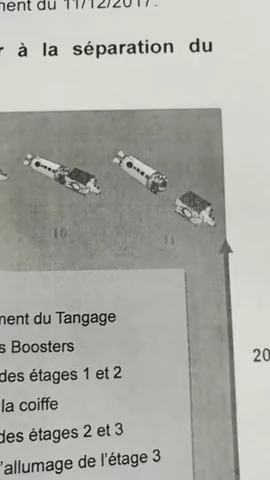 ment du 11/12/2017.
r à la séparation du
10
11
nent du Tangage
s Boosters
des étages 1 et 2
la coiffe
des étages 2 et 3
'allumage de l'étage 3
20